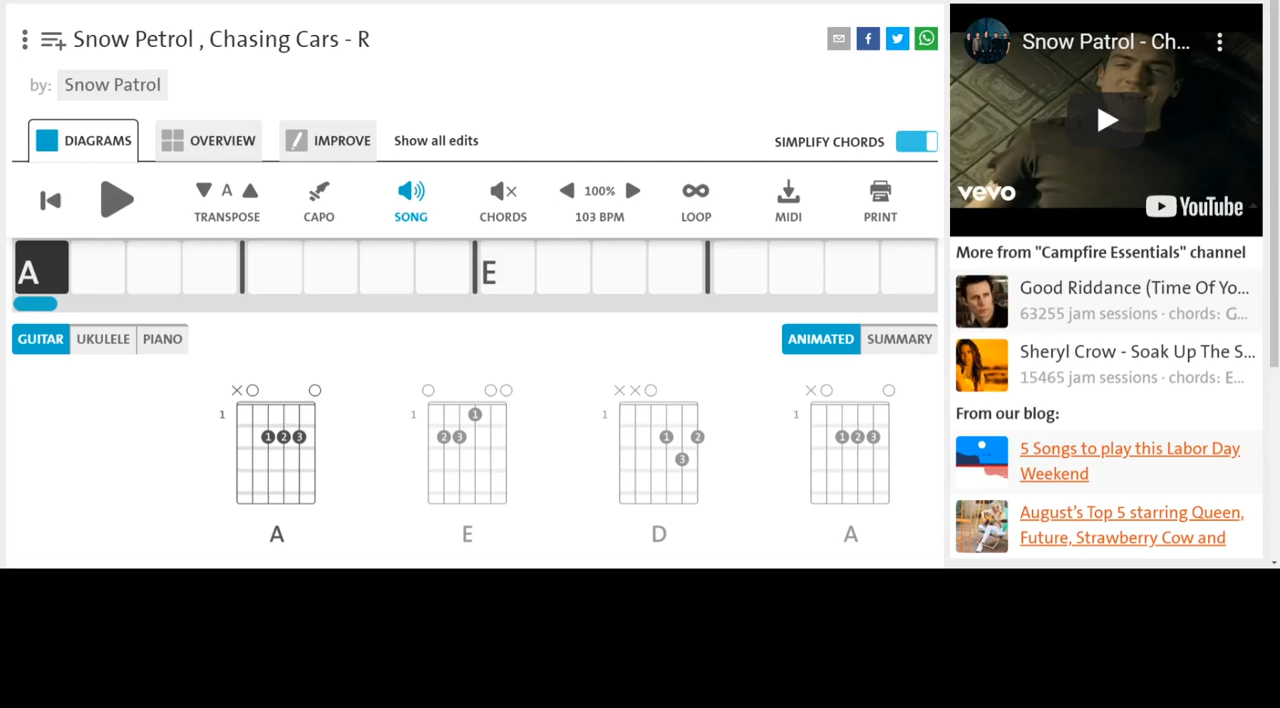 Snow Petrol , Chasing Cars - R
by: Snow Patrol
DIAGRAMS OVERVIEW IMPROVE Show all edits SIMPLIFY CHORDS
A 100%
TRANSPOSE CAPO SONG CHORDS 103 BPM LOOP MIDI PRINT
A E
GUITAR UKULELE PIANO ANIMATED SUMMARY
1 1 1 1
1 2 3
1
2 3
1 2
3
1 2 3
A E D A
Snow Patrol - Ch...
vevo
YouTube
More from "Campfire Essentials" channel
Good Riddance (Time Of Yo...
63255 jam sessions · chords: G...
Sheryl Crow - Soak Up The S...
15465 jam sessions · chords: E...
From our blog:
5 Songs to play this Labor Day
Weekend
August’s Top 5 starring Queen,
Future, Strawberry Cow and